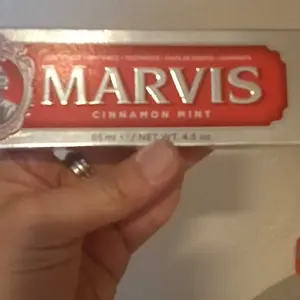 MARVIS
CINNAMON MINT
85 ml ℮ / NET WT. 4.5 oz